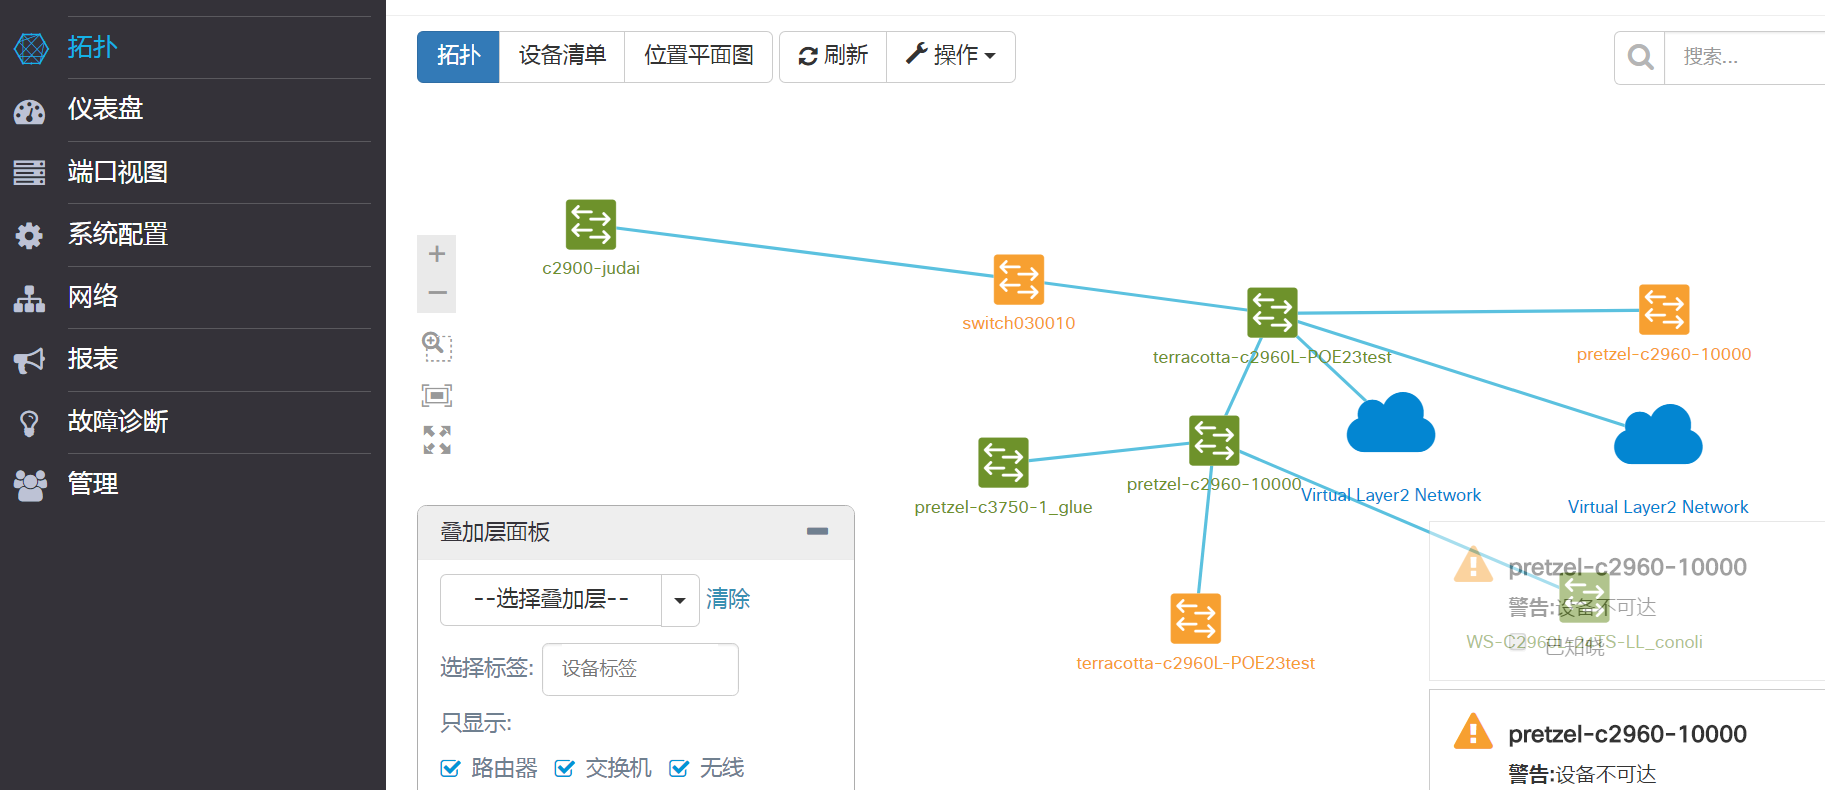 拓扑
仪表盘
端口视图
系统配置
网络
报表
故障诊断
管理
拓扑 设备清单 位置平面图 刷新 操作
搜索...
c2900-judai
switch030010
terracotta-c2960L-POE23test
pretzel-c2960-10000
pretzel-c3750-1_glue
pretzel-c2960-10000
Virtual Layer2 Network
Virtual Layer2 Network
terracotta-c2960L-POE23test
叠加层面板
--选择叠加层-- 清除
选择标签: 设备标签
只显示:
路由器 交换机 无线
pretzel-c2960-10000
警告:设备不可达
已知晓
pretzel-c2960-10000
警告:设备不可达